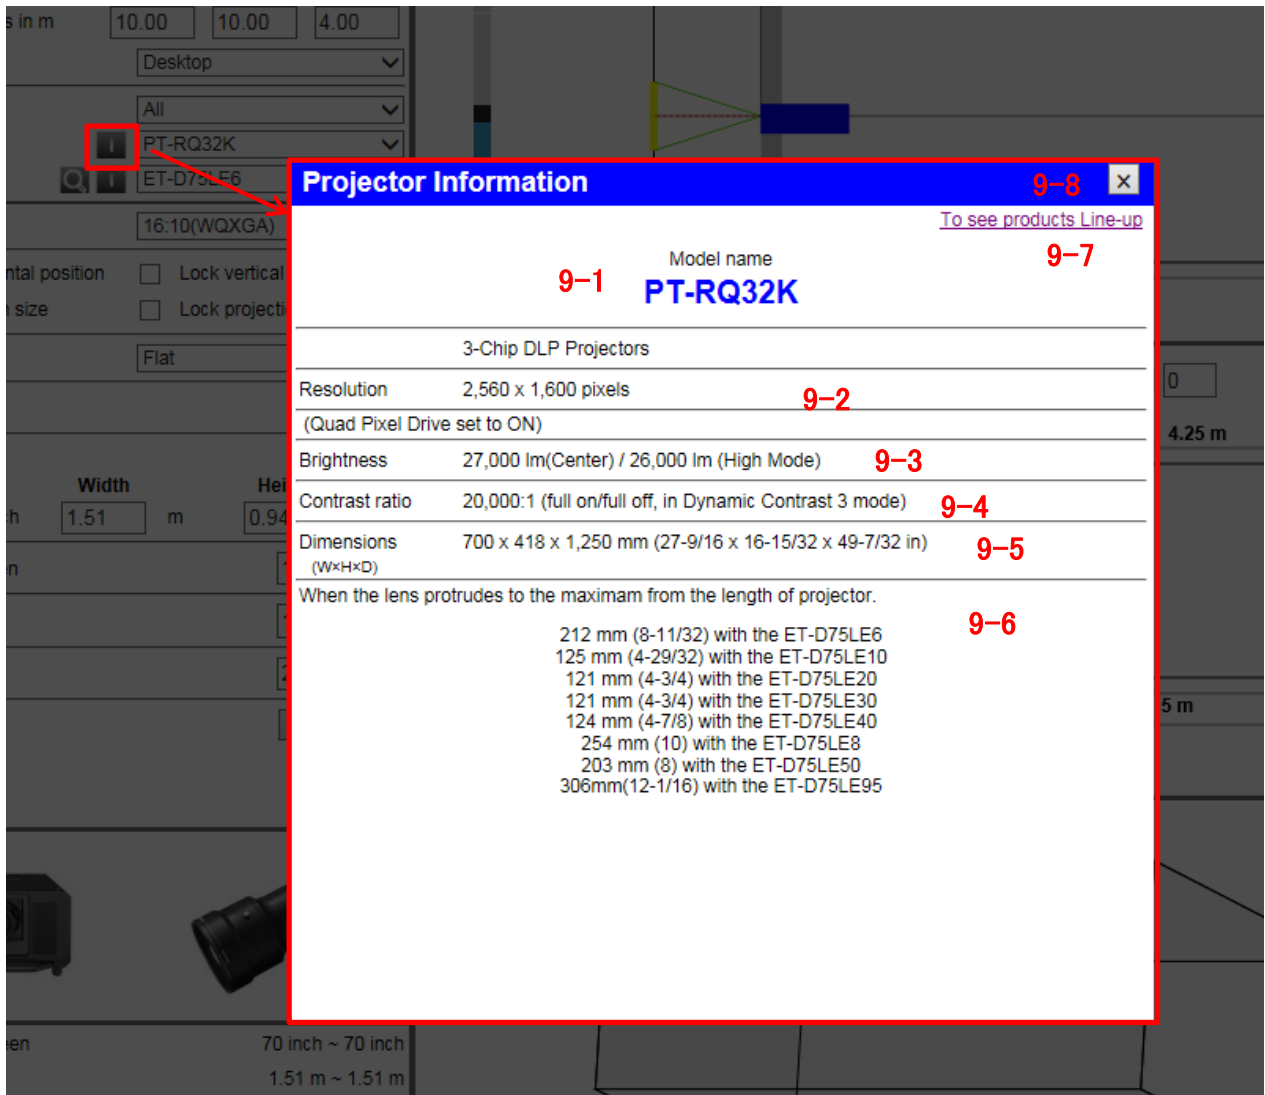 s in m 10.00 10.00 4.00
Desktop
All
i PT-RQ32K
i ET-D75LE6
16:10(WQXGA)
ntal position Lock vertical
size Lock projecti
Flat
0
4.25 m
Width Hei
h 1.51 m 0.94
n
5 m
Projector Information 9-8 ×
To see products Line-up
9-7
Model name
9-1 PT-RQ32K
3-Chip DLP Projectors
Resolution 2,560 x 1,600 pixels 9-2
(Quad Pixel Drive set to ON)
Brightness 27,000 lm(Center) / 26,000 lm (High Mode) 9-3
Contrast ratio 20,000:1 (full on/full off, in Dynamic Contrast 3 mode) 9-4
Dimensions 700 x 418 x 1,250 mm (27-9/16 x 16-15/32 x 49-7/32 in) 9-5
(W×H×D)
When the lens protrudes to the maximam from the length of projector.
9-6
212 mm (8-11/32) with the ET-D75LE6
125 mm (4-29/32) with the ET-D75LE10
121 mm (4-3/4) with the ET-D75LE20
121 mm (4-3/4) with the ET-D75LE30
124 mm (4-7/8) with the ET-D75LE40
254 mm (10) with the ET-D75LE8
203 mm (8) with the ET-D75LE50
306mm(12-1/16) with the ET-D75LE95
een 70 inch ~ 70 inch
1.51 m ~ 1.51 m